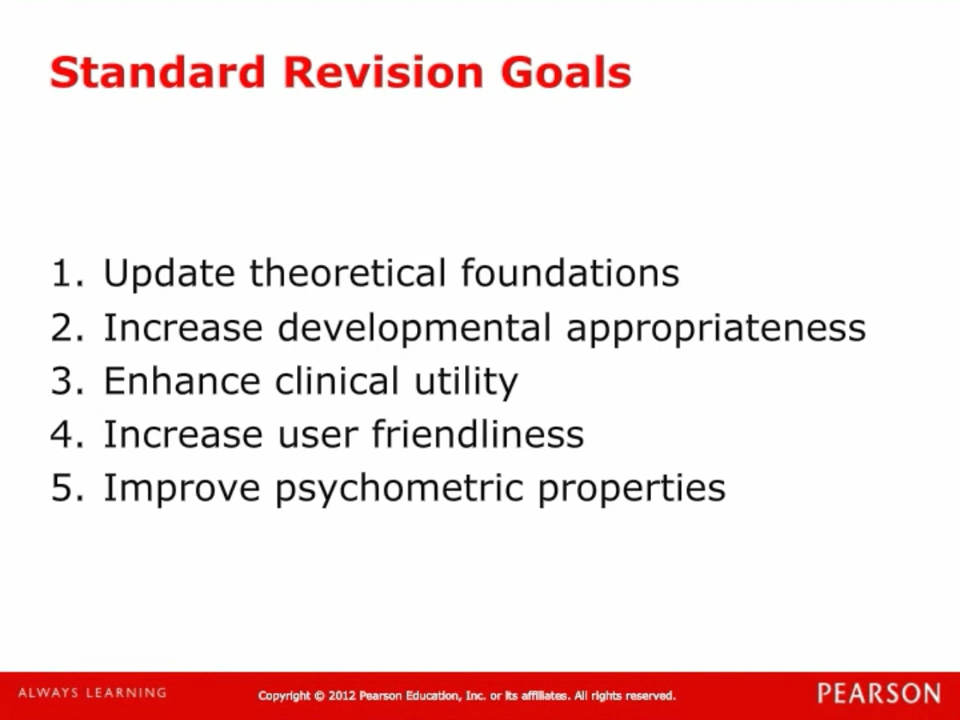 Standard Revision Goals
1. Update theoretical foundations
2. Increase developmental appropriateness
3. Enhance clinical utility
4. Increase user friendliness
5. Improve psychometric properties
ALWAYS LEARNING
Copyright © 2012 Pearson Education, Inc. or its affiliates. All rights reserved.
PEARSON